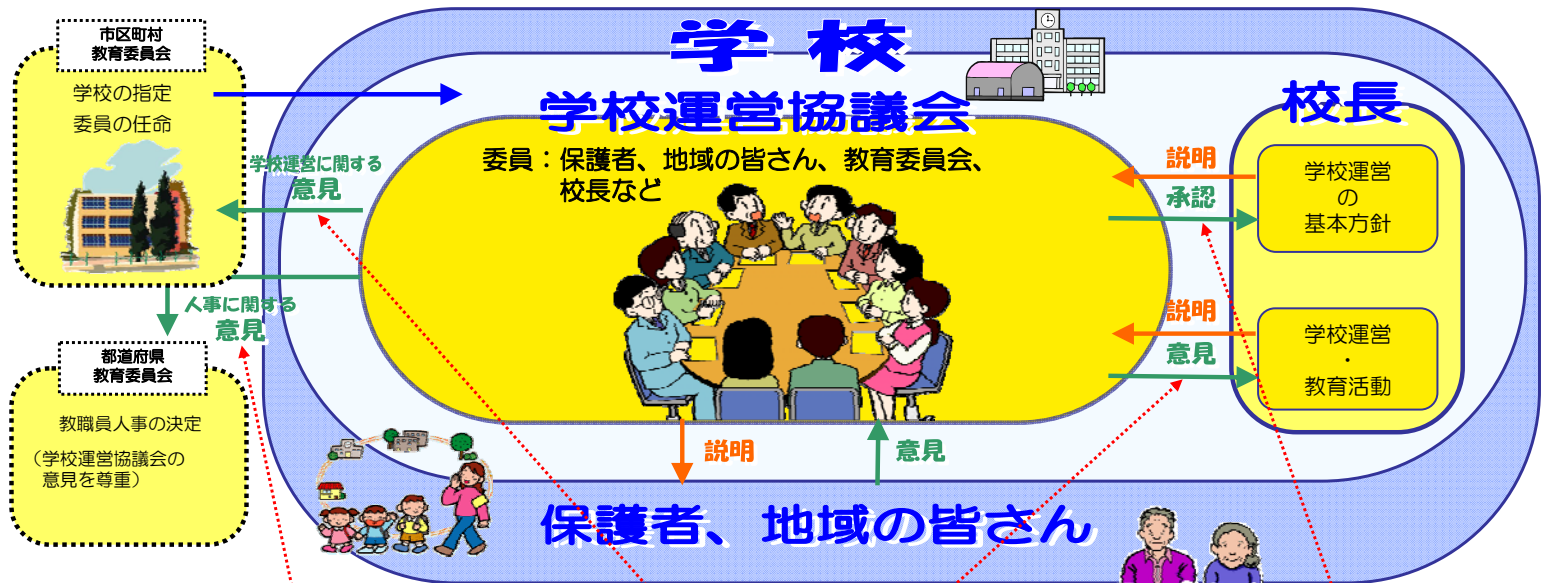 学校
学校運営協議会
委員：保護者、地域の皆さん、教育委員会、
校長など
市区町村
教育委員会
学校の指定
委員の任命
学校運営に関する
意見
人事に関する
意見
都道府県
教育委員会
教職員人事の決定
（学校運営協議会の
意見を尊重）
校長
説明
承認
学校運営
の
基本方針
説明
意見
学校運営
・
教育活動
説明
意見
保護者、地域の皆さん